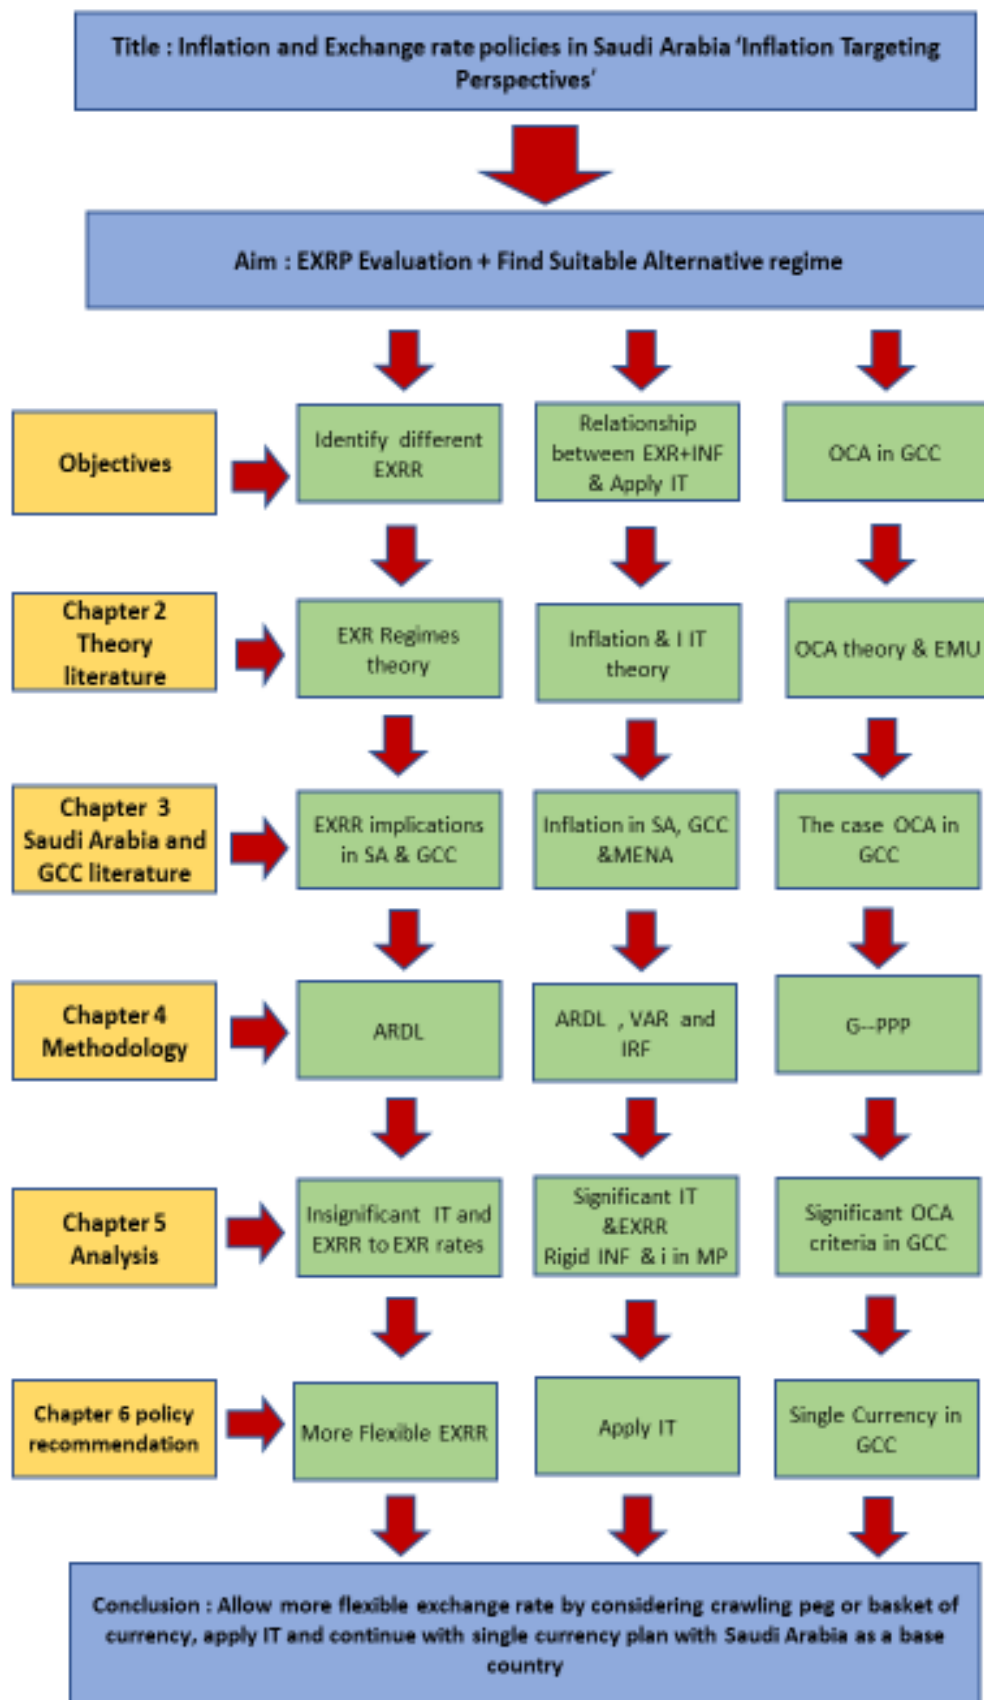 Title : Inflation and Exchange rate policies in Saudi Arabia ‘Inflation Targeting
Perspectives’
Aim : EXRP Evaluation + Find Suitable Alternative regime
Objectives
Identify different
EXRR
Relationship
between EXR+INF
& Apply IT
OCA in GCC
Chapter 2
Theory
literature
EXR Regimes
theory
Inflation & I IT
theory
OCA theory & EMU
Chapter 3
Saudi Arabia and
GCC literature
EXRR implications
in SA & GCC
Inflation in SA, GCC
&MENA
The case OCA in
GCC
Chapter 4
Methodology
ARDL
ARDL , VAR and
IRF
G--PPP
Chapter 5
Analysis
Insignificant IT and
EXRR to EXR rates
Significant IT
&EXRR
Rigid INF & i in MP
Significant OCA
criteria in GCC
Chapter 6 policy
recommendation
More Flexible EXRR
Apply IT
Single Currency in
GCC
Conclusion : Allow more flexible exchange rate by considering crawling peg or basket of
currency, apply IT and continue with single currency plan with Saudi Arabia as a base
country